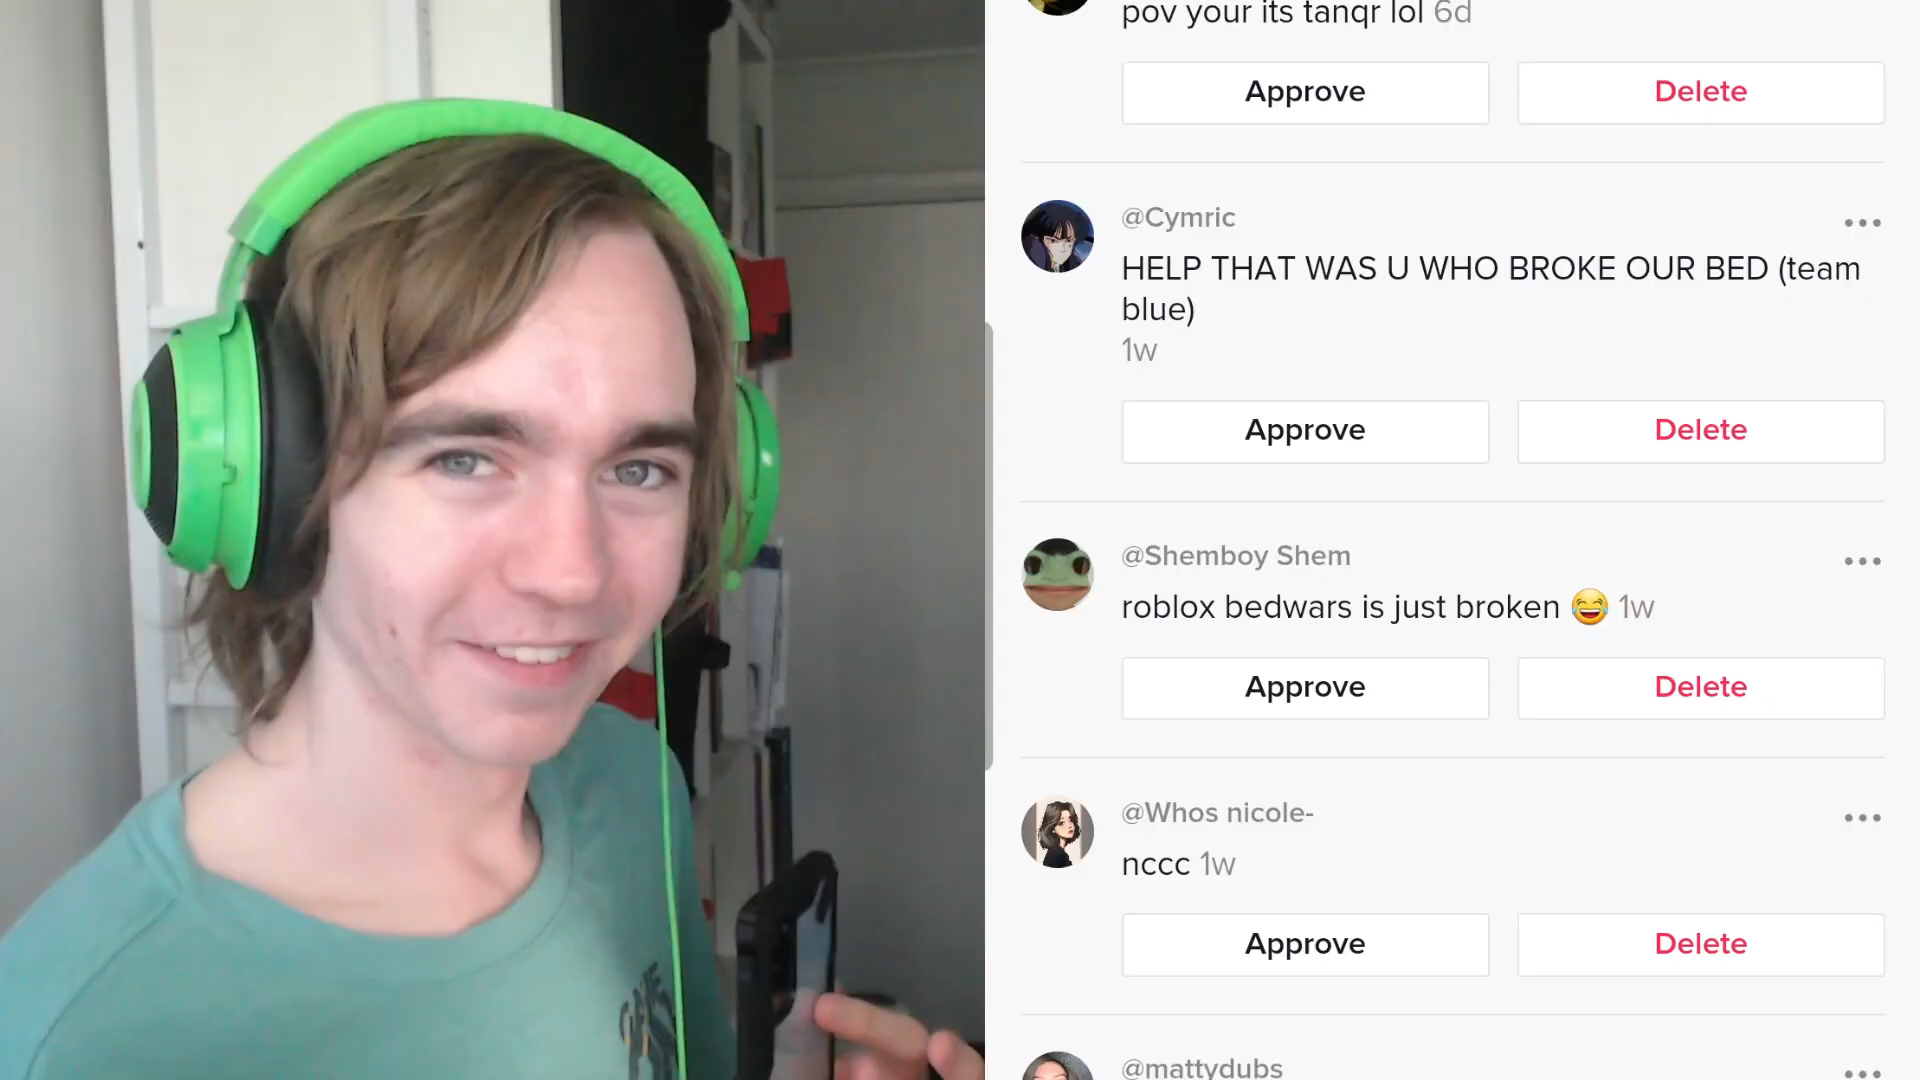 pov your its tanqr lol 6d
Approve
Delete
@Cymric
HELP THAT WAS U WHO BROKE OUR BED (team
blue)
1w
Approve
Delete
@Shemboy Shem
roblox bedwars is just broken 😂 1w
Approve
Delete
@Whos nicole-
nccc 1w
Approve
Delete
@mattydubs